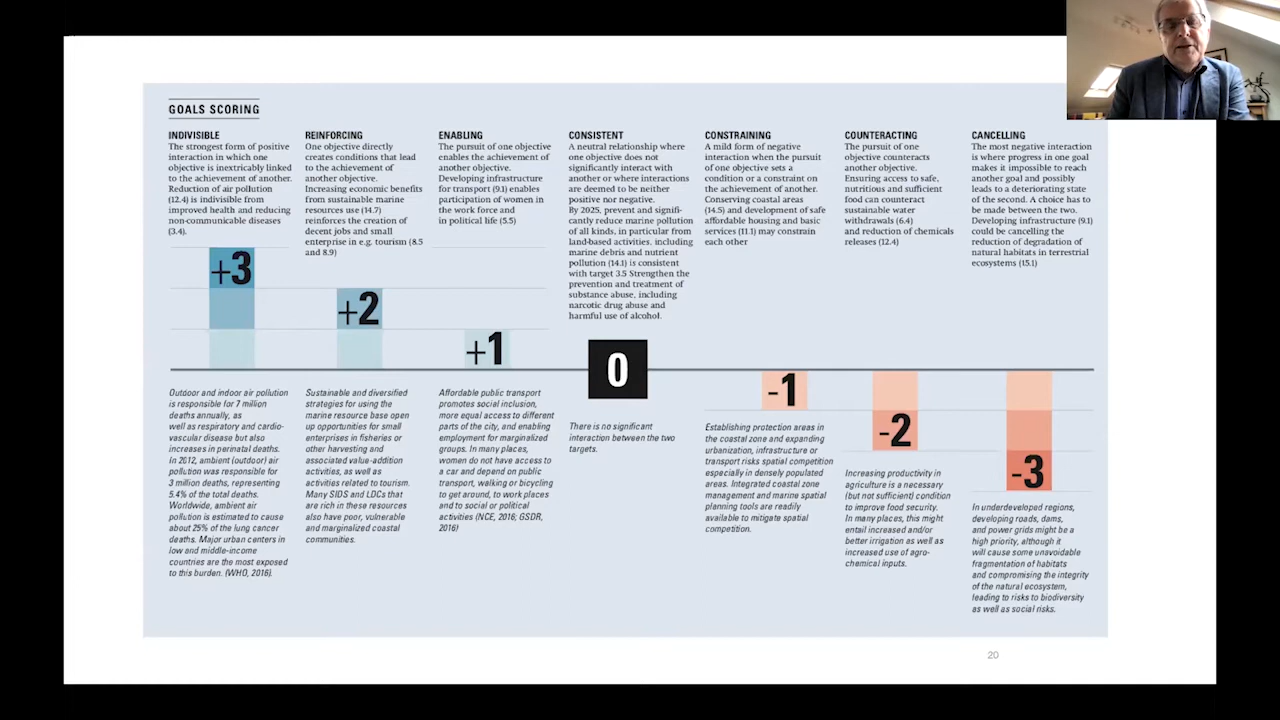 GOALS SCORING
INDIVISIBLE
The strongest form of positive
interaction in which one
objective is inextricably linked
to the achievement of another.
Reduction of air pollution
(12.4) is indivisible from
improved health and reducing
non-communicable diseases
(3.4).
REINFORCING
One objective directly
creates conditions that lead
to the achievement of
another objective.
Increasing economic benefits
from sustainable marine
resources use (14.7)
reinforces the creation of
decent jobs and small
enterprise in e.g. tourism (8.5
and 8.9)
ENABLING
The pursuit of one objective
enables the achievement of
another objective.
Developing infrastructure
for transport (9.1) enables
participation of women in
the work force and
in political life (5.5)
CONSISTENT
A neutral relationship where
one objective does not
significantly interact with
another or where interactions
are deemed to be neither
positive nor negative.
By 2025, prevent and signifi-
cantly reduce marine pollution
of all kinds, in particular from
land-based activities, including
marine debris and nutrient
pollution (14.1) is consistent
with target 3.5 Strengthen the
prevention and treatment of
substance abuse, including
narcotic drug abuse and
harmful use of alcohol.
CONSTRAINING
A mild form of negative
interaction when the pursuit
of one objective sets a
condition or a constraint on
the achievement of another.
Conserving coastal areas
(14.5) and development of safe
affordable housing and basic
services (11.1) may constrain
each other
COUNTERACTING
The pursuit of one
objective counteracts
another objective.
Ensuring access to safe,
nutritious and sufficient
food can counteract
sustainable water
withdrawals (6.4)
and reduction of chemicals
releases (12.4)
CANCELLING
The most negative interaction
is where progress in one goal
makes it impossible to reach
another goal and possibly
leads to a deteriorating state
of the second. A choice has to
be made between the two.
Developing infrastructure (9.1)
could be cancelling the
reduction of degradation of
natural habitats in terrestrial
ecosystems (15.1)
+3
+2
+1
0
-1
-2
-3
Outdoor and indoor air pollution
is responsible for 7 million
deaths annually, as
well as respiratory and cardio-
vascular disease but also
increases in perinatal deaths.
In 2012, ambient (outdoor) air
pollution was responsible for
3 million deaths, representing
5.4% of the total deaths.
Worldwide, ambient air
pollution is estimated to cause
about 25% of the lung cancer
deaths. Major urban centers in
low and middle-income
countries are the most exposed
to this burden. (WHO, 2016).
Sustainable and diversified
strategies for using the
marine resource base open
up opportunities for small
enterprises in fisheries or
other harvesting and
associated value-addition
activities, as well as
activities related to tourism.
Many SIDS and LDCs that
are rich in these resources
also have poor, vulnerable
and marginalized coastal
communities.
Affordable public transport
promotes social inclusion,
more equal access to different
parts of the city, and enabling
employment for marginalized
groups. In many places,
women do not have access to
a car and depend on public
transport, walking or bicycling
to get around, to work places
and to social or political
activities (NCE, 2016; GSDR,
2016)
There is no significant
interaction between the two
targets.
Establishing protection areas in
the coastal zone and expanding
urbanization, infrastructure or
transport risks spatial competition
especially in densely populated
areas. Integrated coastal zone
management and marine spatial
planning tools are readily
available to mitigate spatial
competition.
Increasing productivity in
agriculture is a necessary
(but not sufficient) condition
to improve food security.
In many places, this might
entail increased and/or
better irrigation as well as
increased use of agro-
chemical inputs.
In underdeveloped regions,
developing roads, dams,
and power grids might be a
high priority, although it
will cause some unavoidable
fragmentation of habitats
and compromising the integrity
of the natural ecosystem,
leading to risks to biodiversity
as well as social risks.
20